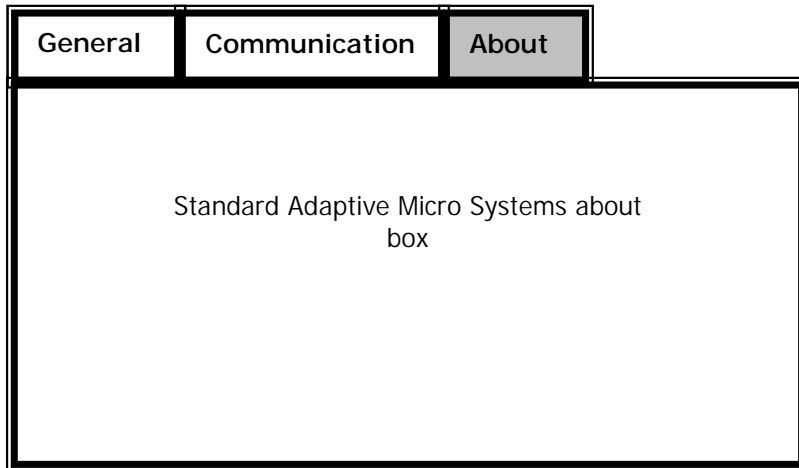 General Communication About
Standard Adaptive Micro Systems about
box